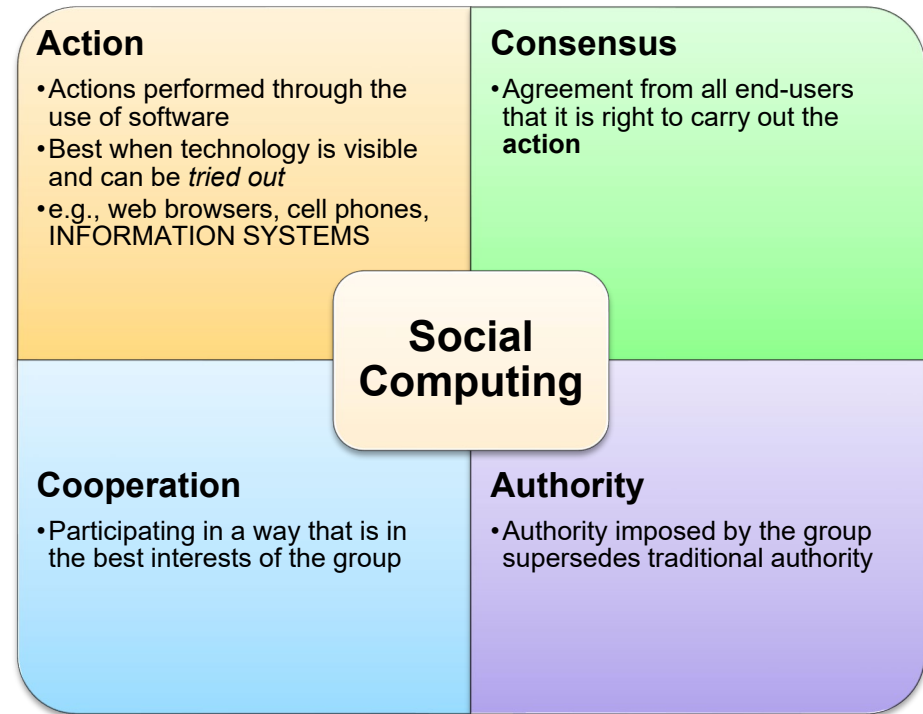 Action
•Actions performed through the
use of software
•Best when technology is visible
and can be tried out
•e.g., web browsers, cell phones,
INFORMATION SYSTEMS
Consensus
•Agreement from all end-users
that it is right to carry out the
action
Social
Computing
Cooperation
•Participating in a way that is in
the best interests of the group
Authority
•Authority imposed by the group
supersedes traditional authority